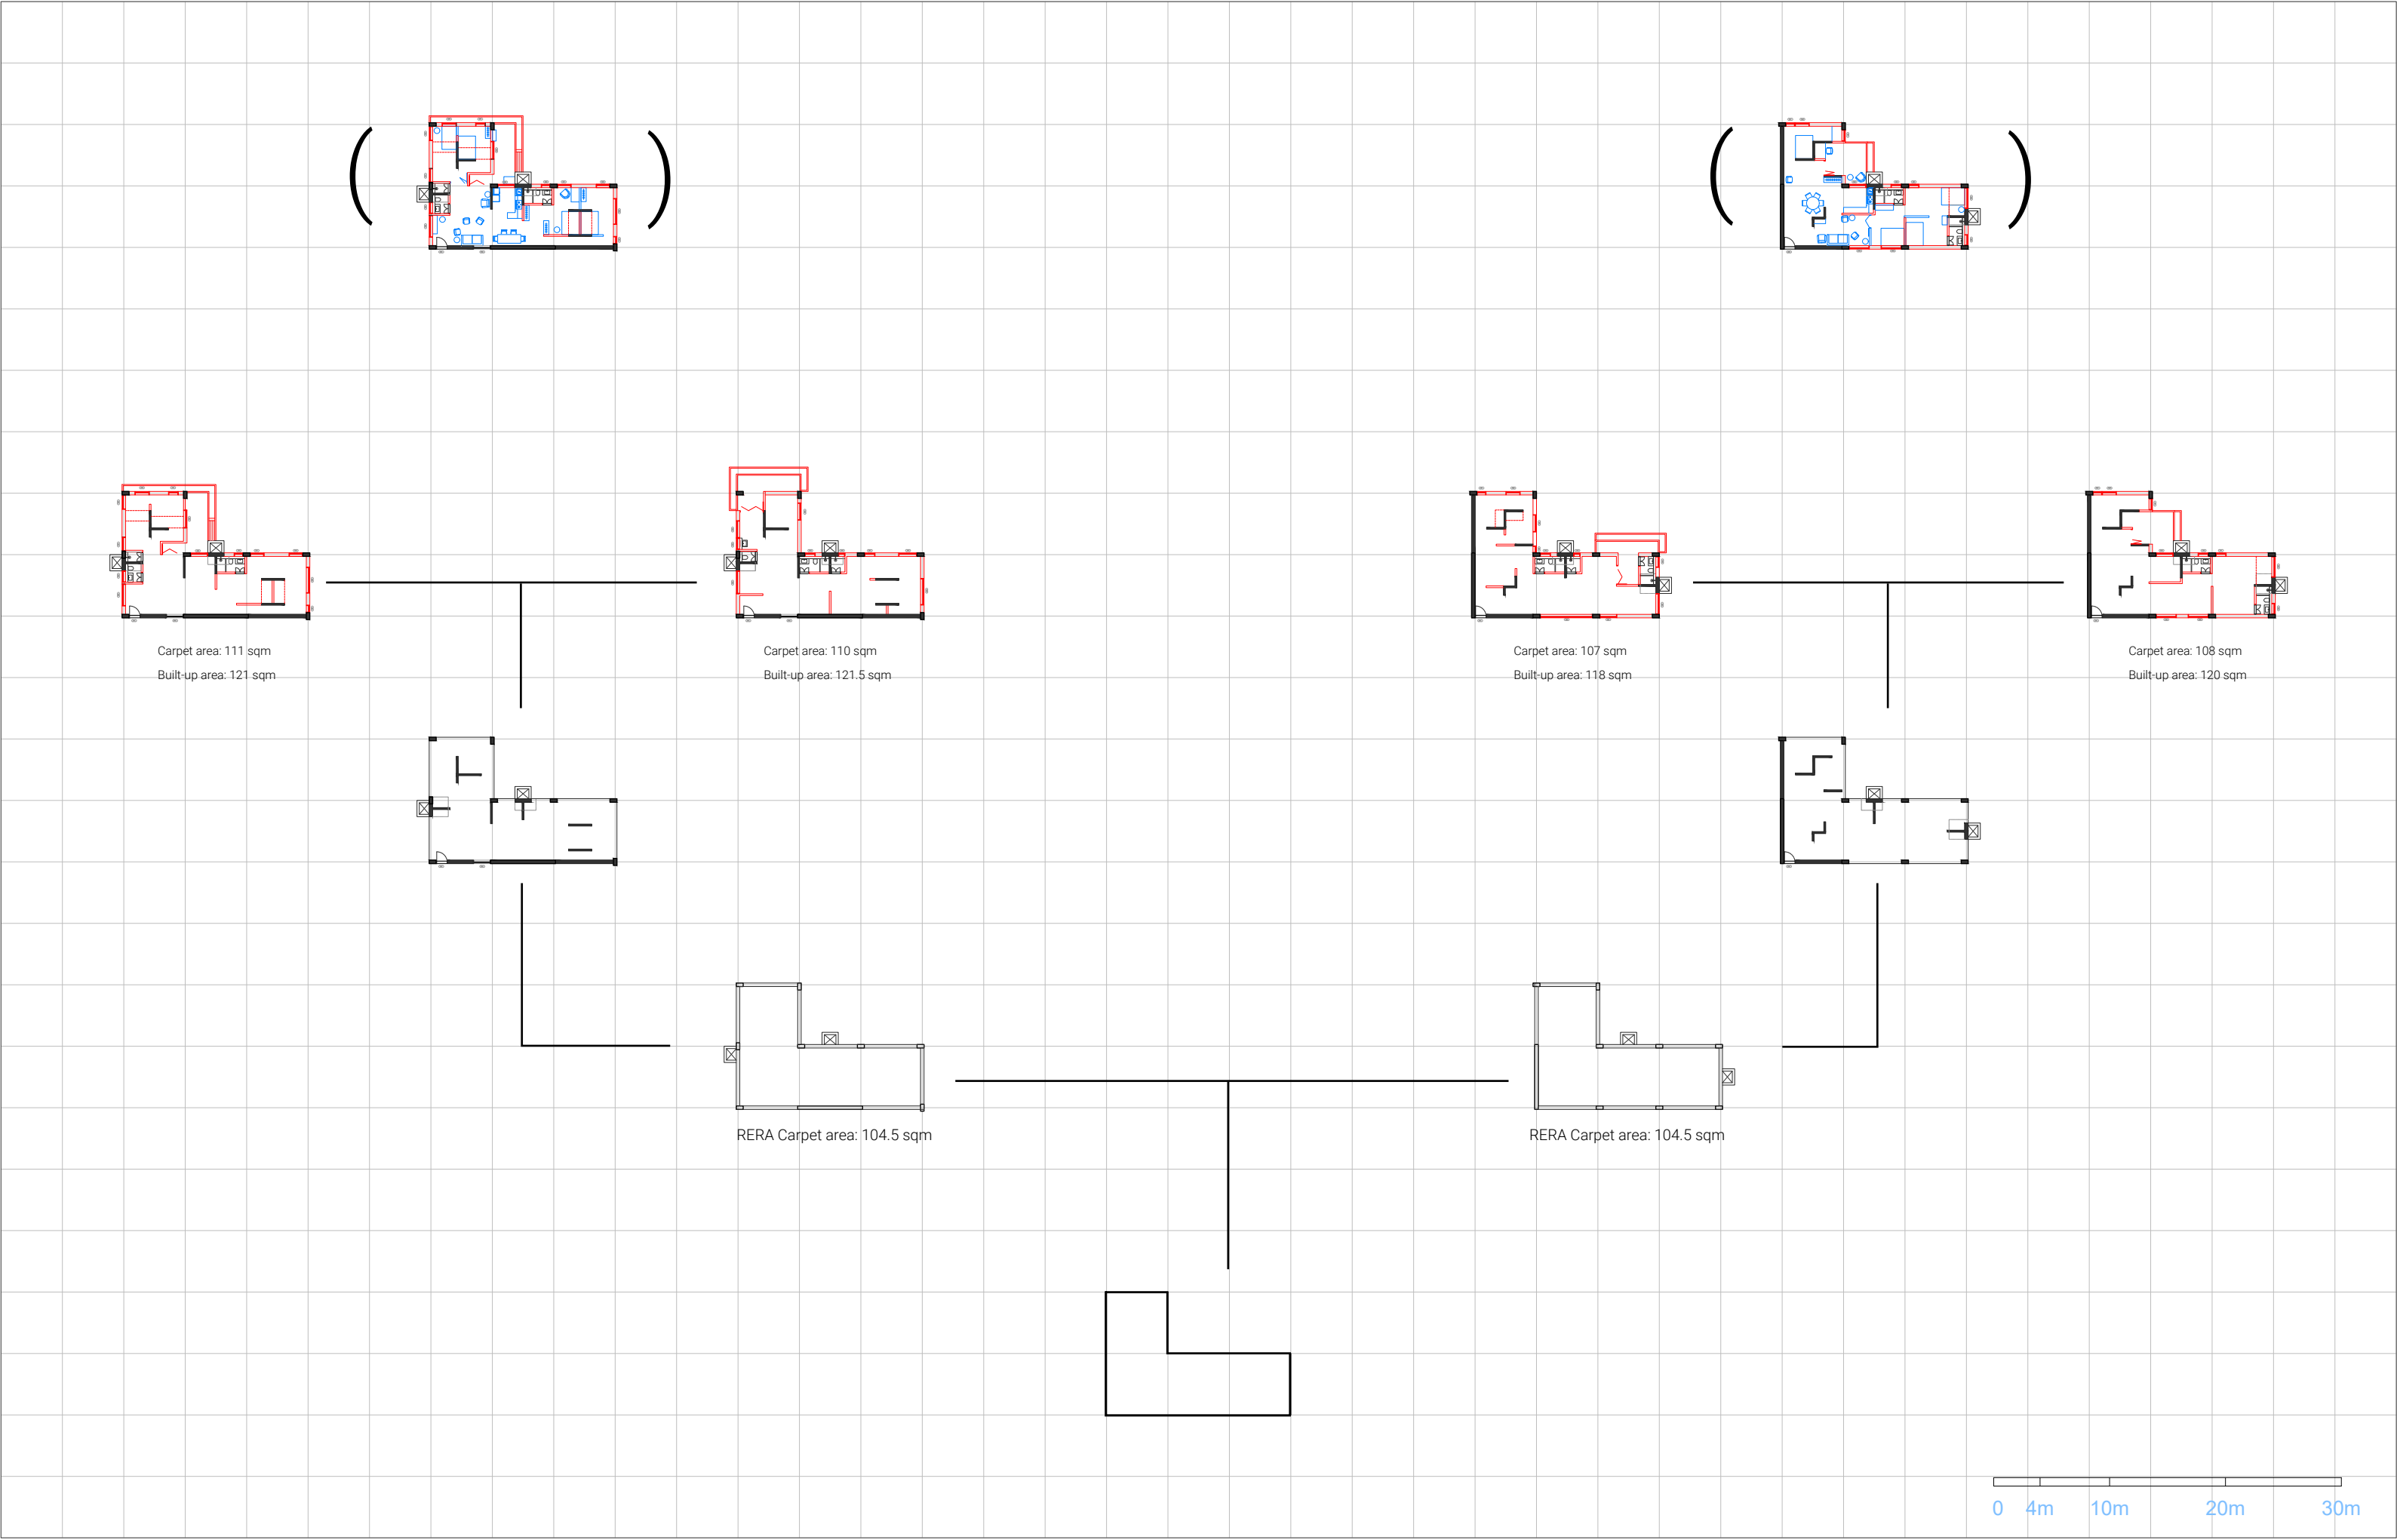 Carpet area: 111 sqm
Built-up area: 121 sqm
Carpet area: 110 sqm
Built-up area: 121.5 sqm
Carpet area: 107 sqm
Built-up area: 118 sqm
Carpet area: 108 sqm
Built-up area: 120 sqm
RERA Carpet area: 104.5 sqm
RERA Carpet area: 104.5 sqm
0 4m 10m 20m 30m